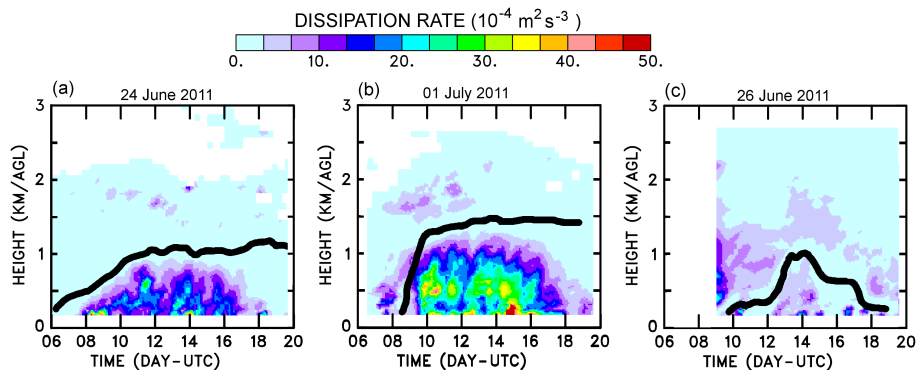 DISSIPATION RATE (10⁻⁴ m² s⁻³ )
0. 10. 20. 30. 40. 50.
(a) 24 June 2011
(b) 01 July 2011
(c) 26 June 2011
HEIGHT (KM/AGL)
3
2
1
0
06 08 10 12 14 16 18 20
TIME (DAY-UTC)
HEIGHT (KM/AGL)
3
2
1
0
06 08 10 12 14 16 18 20
TIME (DAY-UTC)
HEIGHT (KM/AGL)
3
2
1
0
06 08 10 12 14 16 18 20
TIME (DAY-UTC)